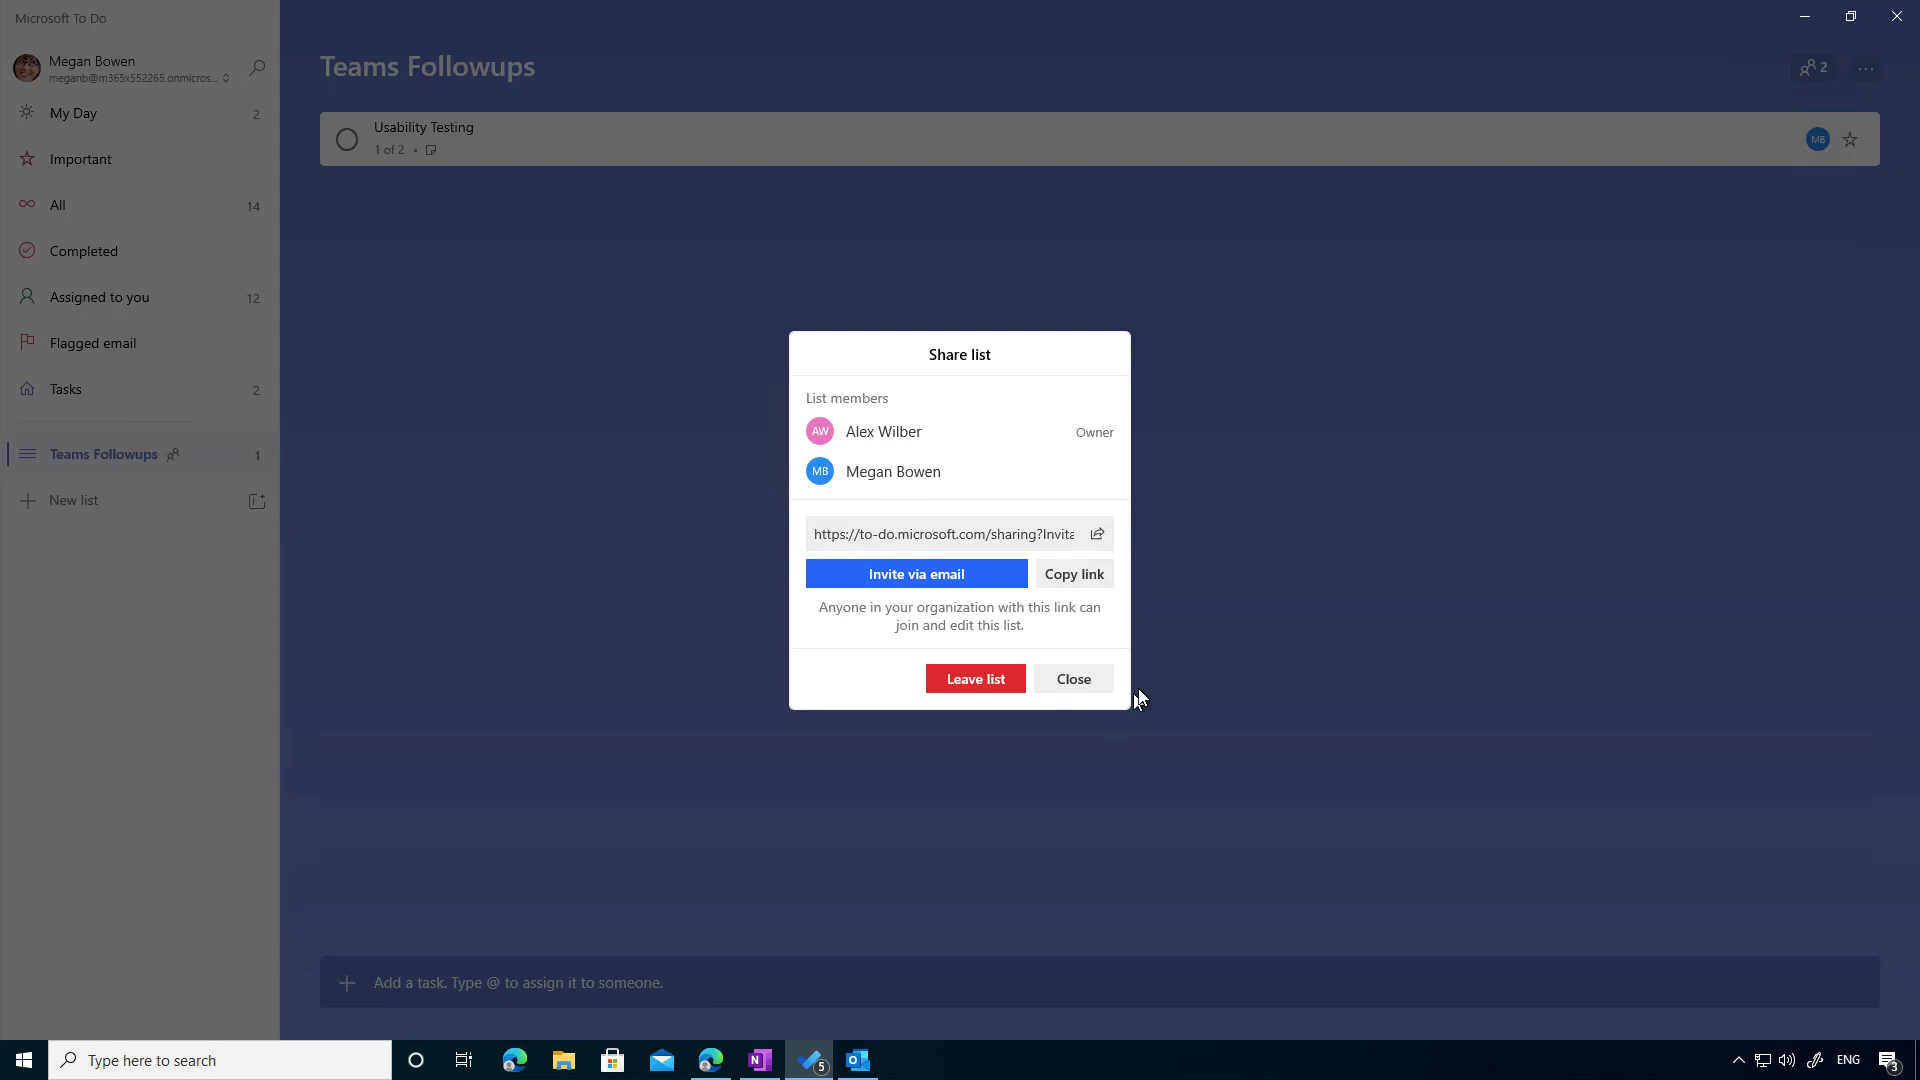 Microsoft To Do
Megan Bowen
meganb@m365x552265.onmicros...
My Day 2
Important
All 14
Completed
Assigned to you 12
Flagged email
Tasks 2
Teams Followups 1
New list
Teams Followups
2
Usability Testing
1 of 2 •
MB
Share list
List members
AW Alex Wilber Owner
MB Megan Bowen
https://to-do.microsoft.com/sharing?Invita
Invite via email Copy link
Anyone in your organization with this link can
join and edit this list.
Leave list Close
Add a task. Type @ to assign it to someone.
Type here to search
N
5
O
ENG
3